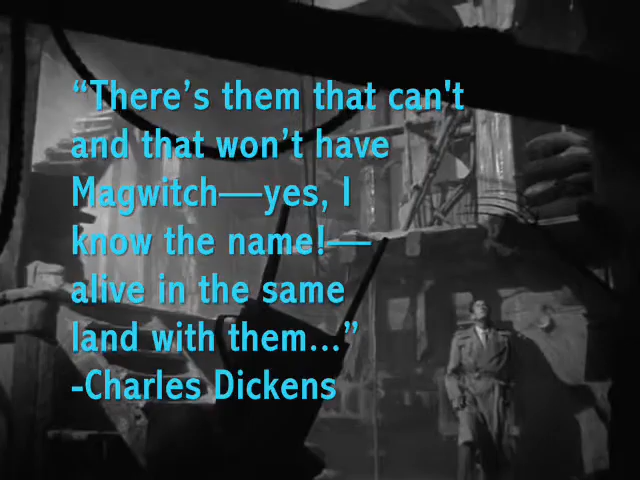 “There’s them that can't
and that won’t have
Magwitch——yes, I
know the name!——
alive in the same
land with them...”
-Charles Dickens